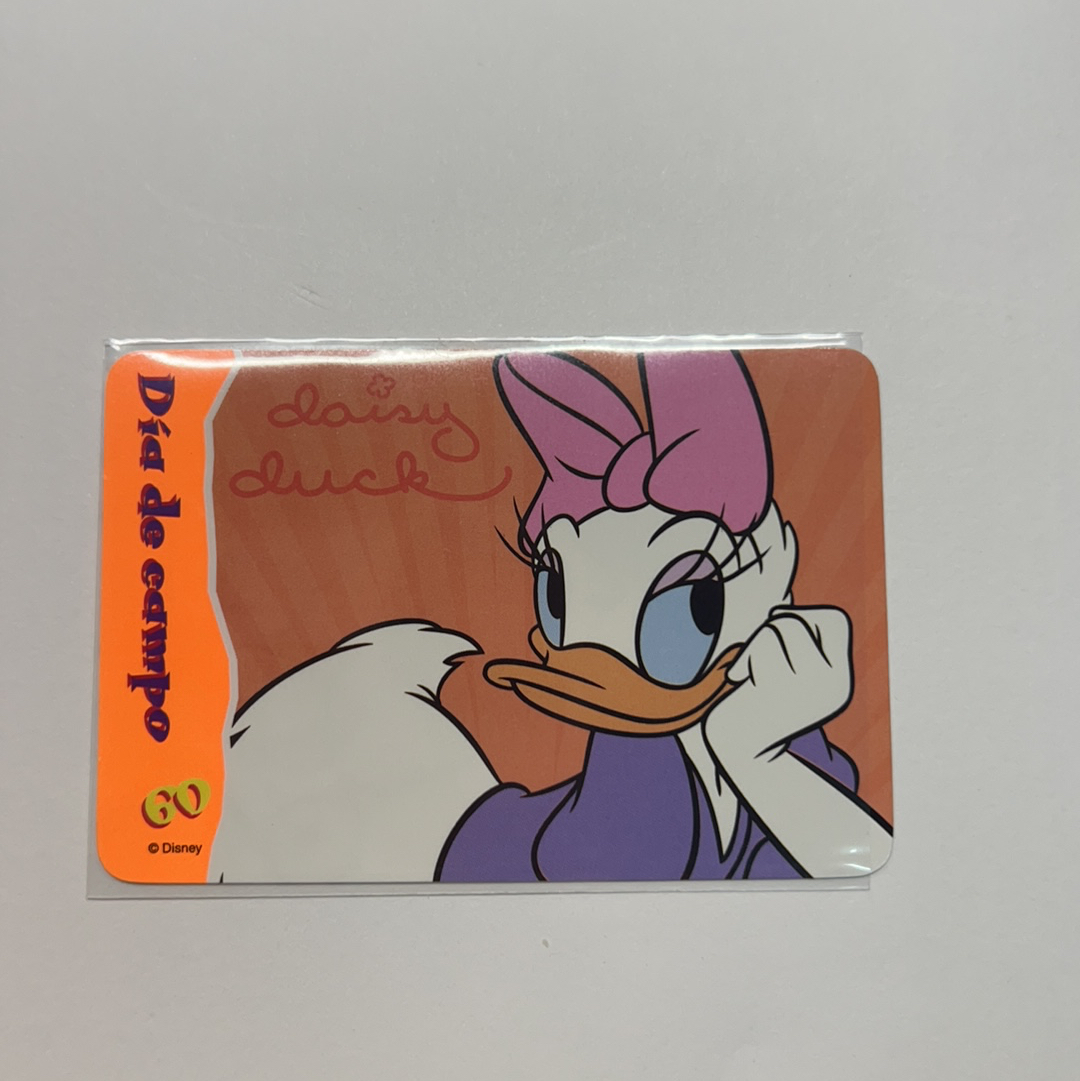 Día de campo
60
© Disney
daisy
duck